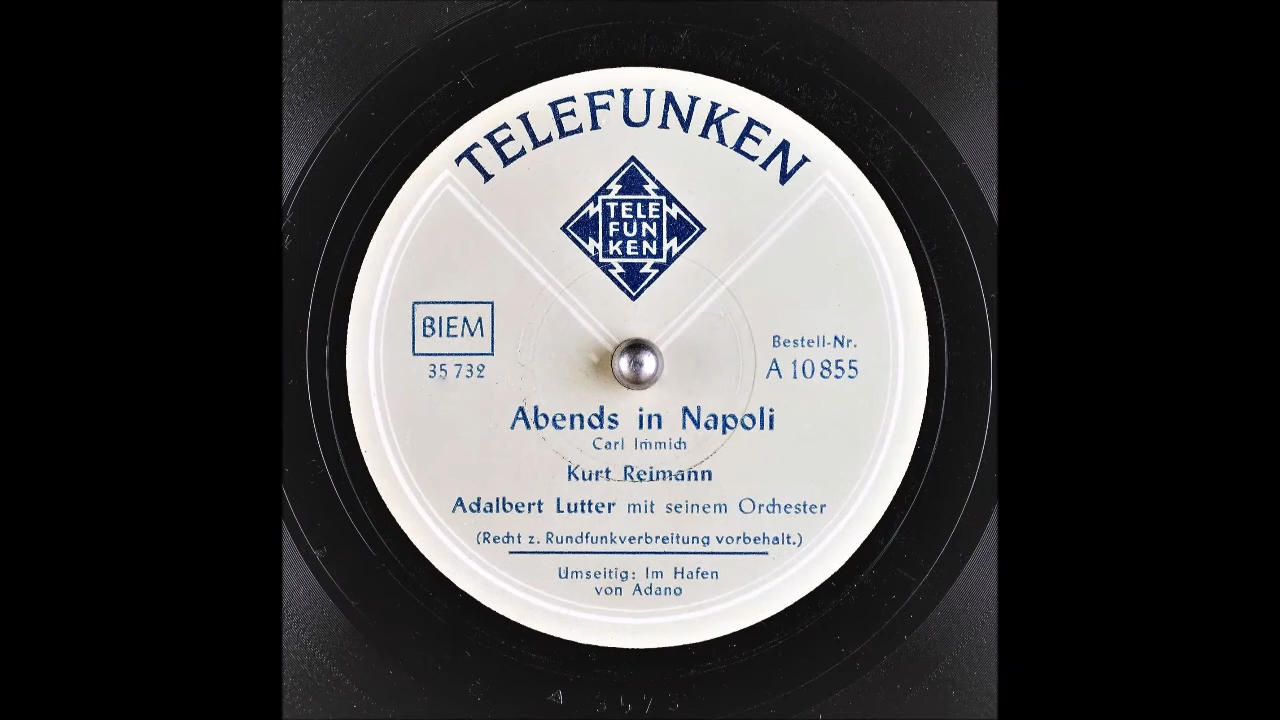 TELEFUNKEN
TELE
FUN
KEN
BIEM
35 732
Bestell-Nr.
A 10 855
Abends in Napoli
Carl Immich
Kurt Reimann
Adalbert Lutter mit seinem Orchester
(Recht z. Rundfunkverbreitung vorbehalt.)
Umseitig: Im Hafen
von Adano